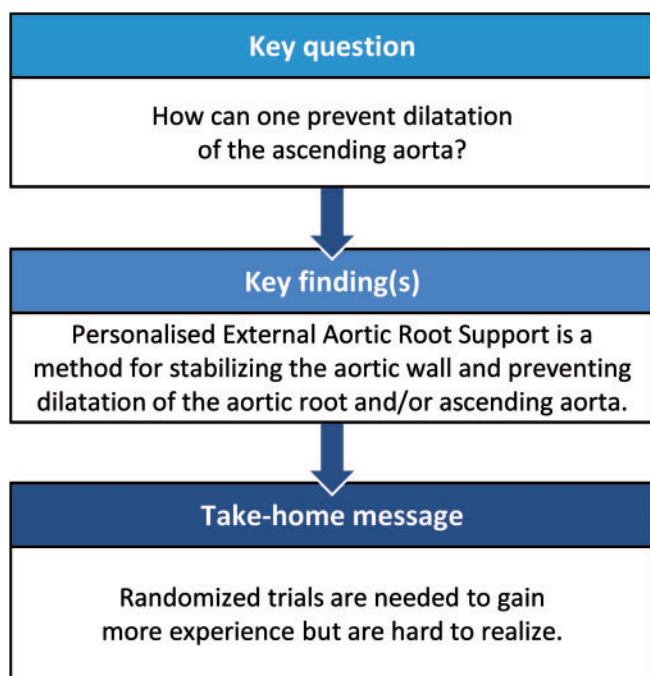 Key question
How can one prevent dilatation
of the ascending aorta?
Key finding(s)
Personalised External Aortic Root Support is a
method for stabilizing the aortic wall and preventing
dilatation of the aortic root and/or ascending aorta.
Take-home message
Randomized trials are needed to gain
more experience but are hard to realize.